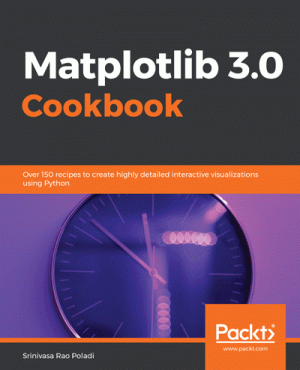 Matplotlib 3.0
Cookbook
Over 150 recipes to create highly detailed interactive visualizations
using Python
Packt>
www.packt.com
Srinivasa Rao Poladi